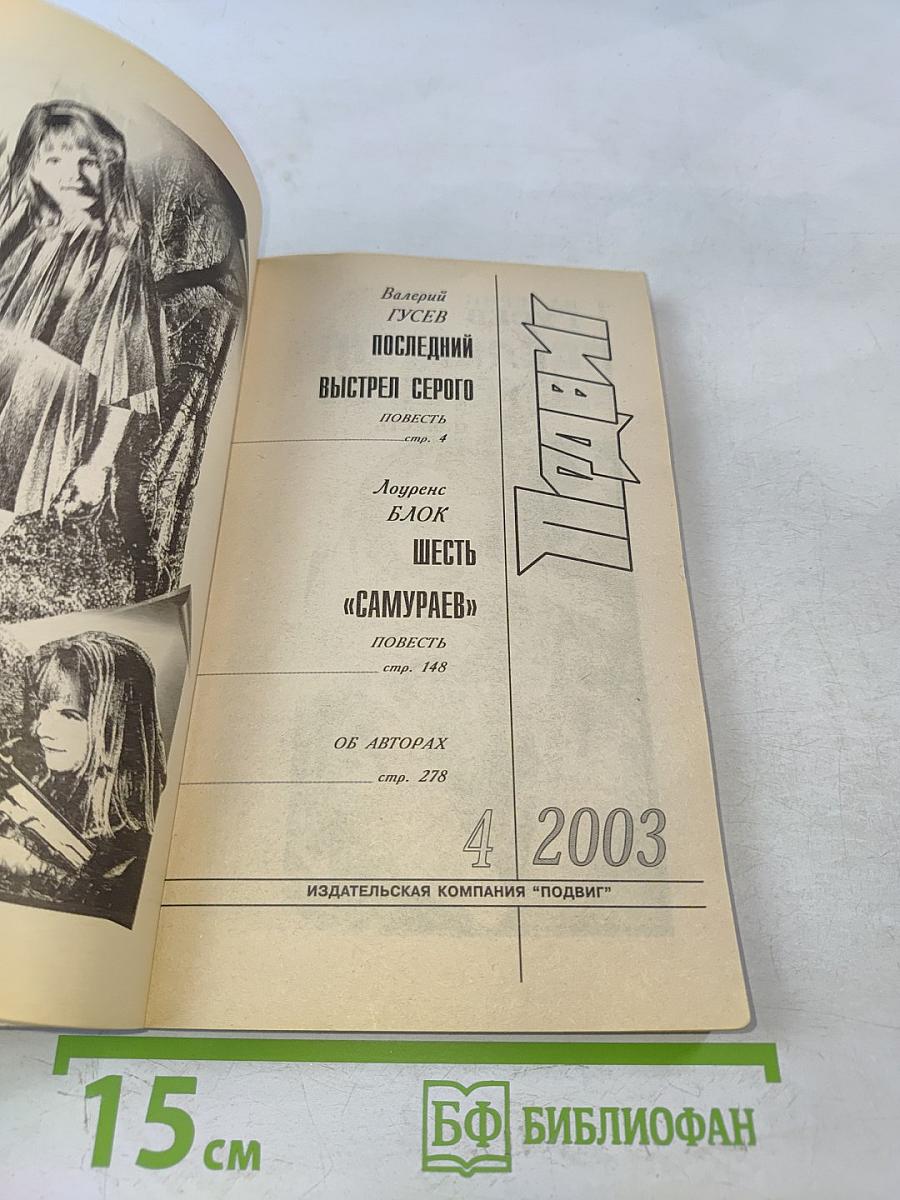 Валерий
ГУСЕВ
ПОСЛЕДНИЙ
ВЫСТРЕЛ СЕРОГО
ПОВЕСТЬ
стр. 4
Лоуренс
БЛОК
ШЕСТЬ
«САМУРАЕВ»
ПОВЕСТЬ
стр. 148
ОБ АВТОРАХ
стр. 278
ПОДВИГ
4 2003
ИЗДАТЕЛЬСКАЯ КОМПАНИЯ "ПОДВИГ"
15 см
БФ БИБЛИОФАН